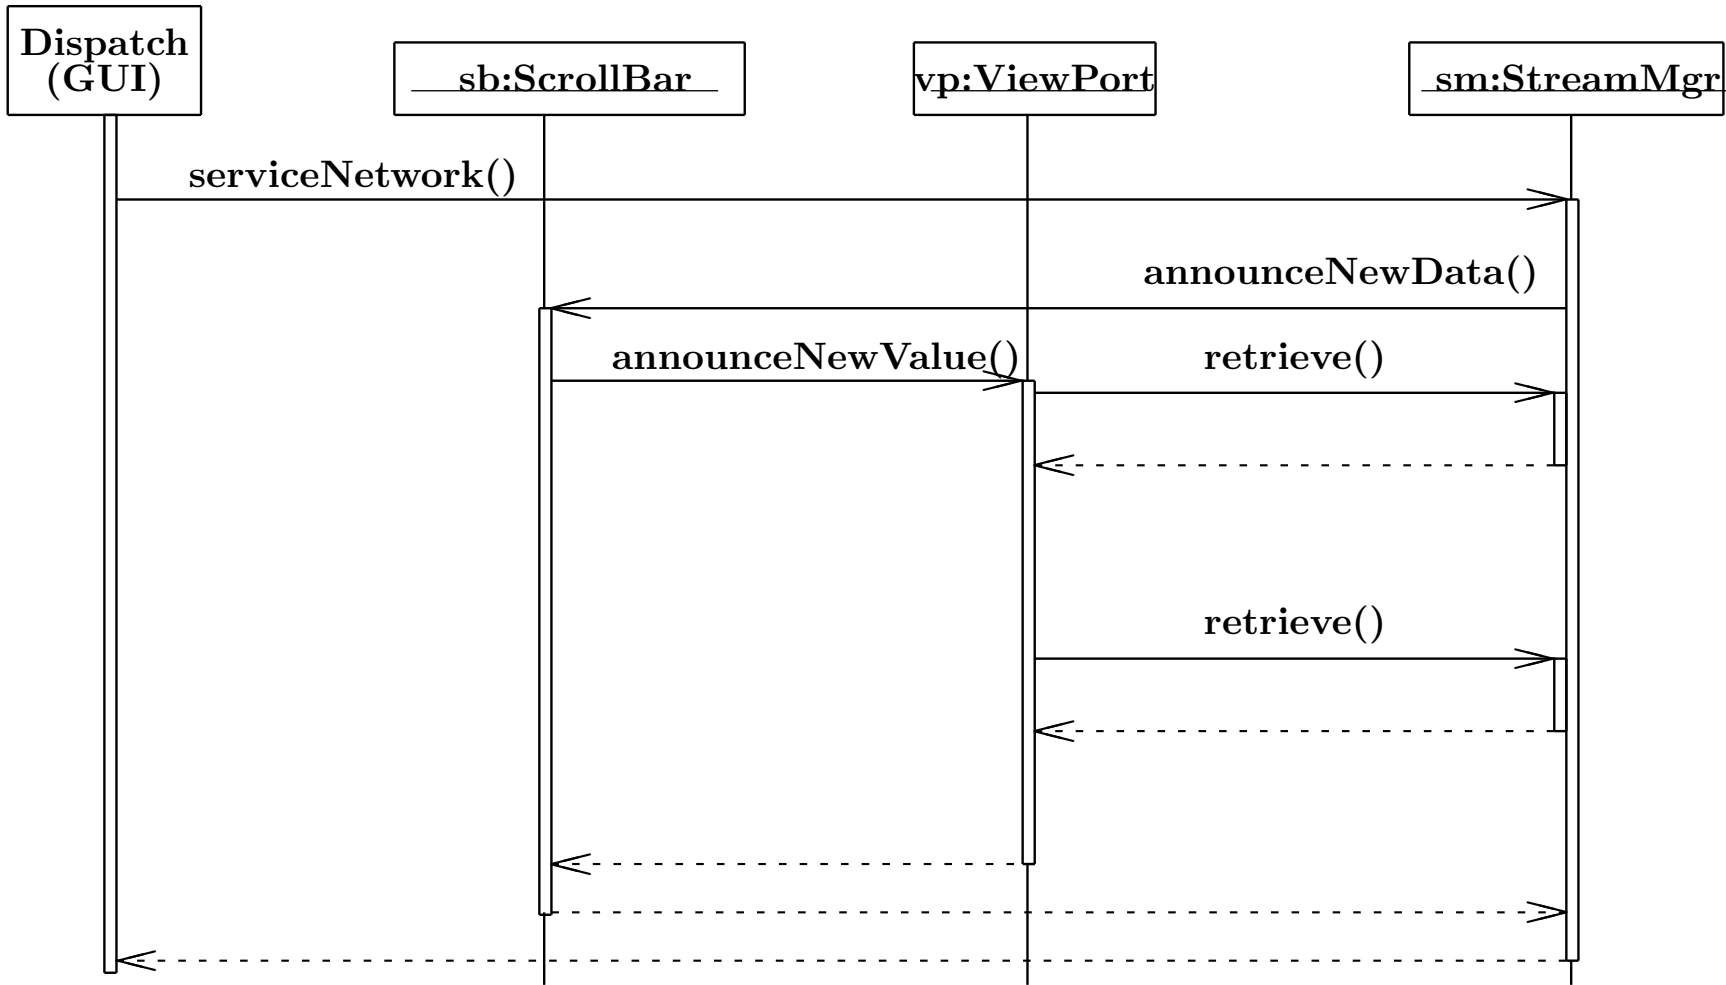 Dispatch
(GUI)
sb:ScrollBar
vp:ViewPort
sm:StreamMgr
serviceNetwork()
announceNewData()
announceNewValue()
retrieve()
retrieve()